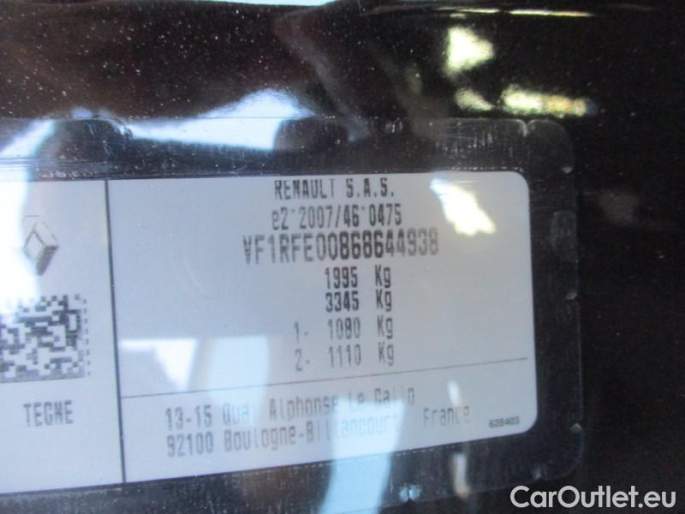 RENAULT S.A.S.
e2*2007/46*0475
VF1RFE00868644938
1995 Kg
3345 Kg
1- 1080 Kg
2- 1110 Kg
TEGME
13-15 Quai Alphonse Le Gallo
92100 Boulogne-Billancourt France
CarOutlet.eu